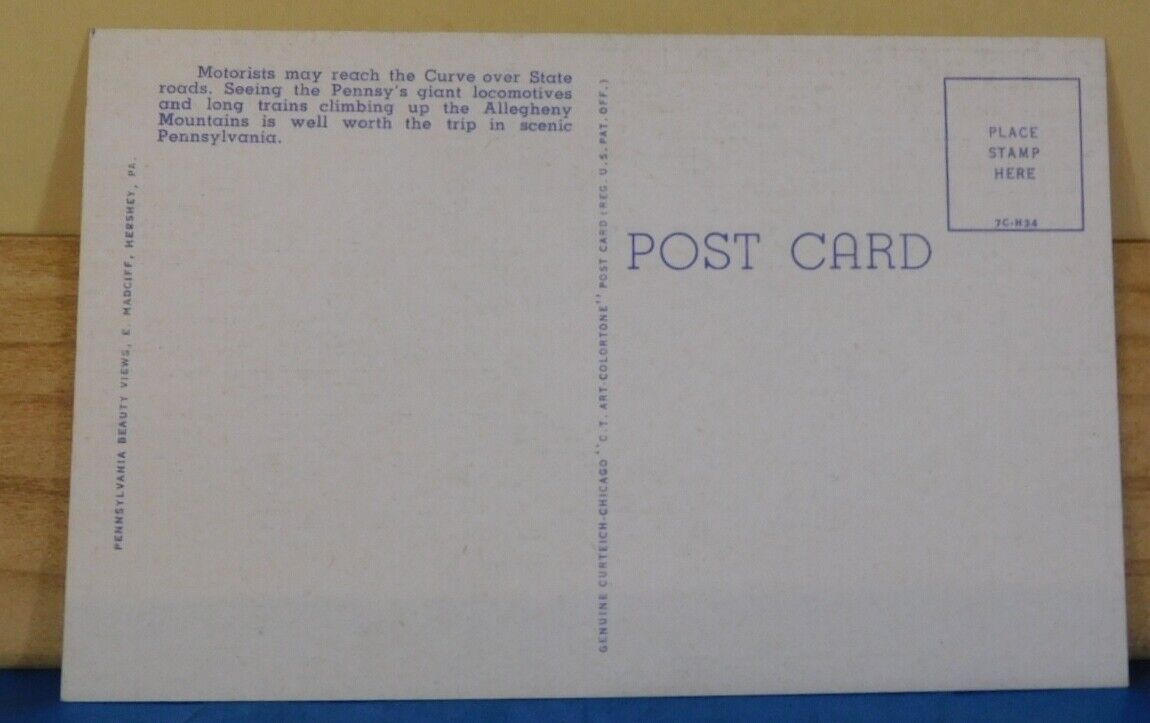 Motorists may reach the Curve over State
roads. Seeing the Pennsy's giant locomotives
and long trains climbing up the Allegheny
Mountains is well worth the trip in scenic
Pennsylvania.
PENNSYLVANIA BEAUTY VIEWS, E. MADCIFF, HERSHEY, PA.
GENUINE CURTEICH-CHICAGO "C.T. ART-COLORTONE" POST CARD (REG. U.S. PAT. OFF.)
POST CARD
PLACE
STAMP
HERE
7C-H34